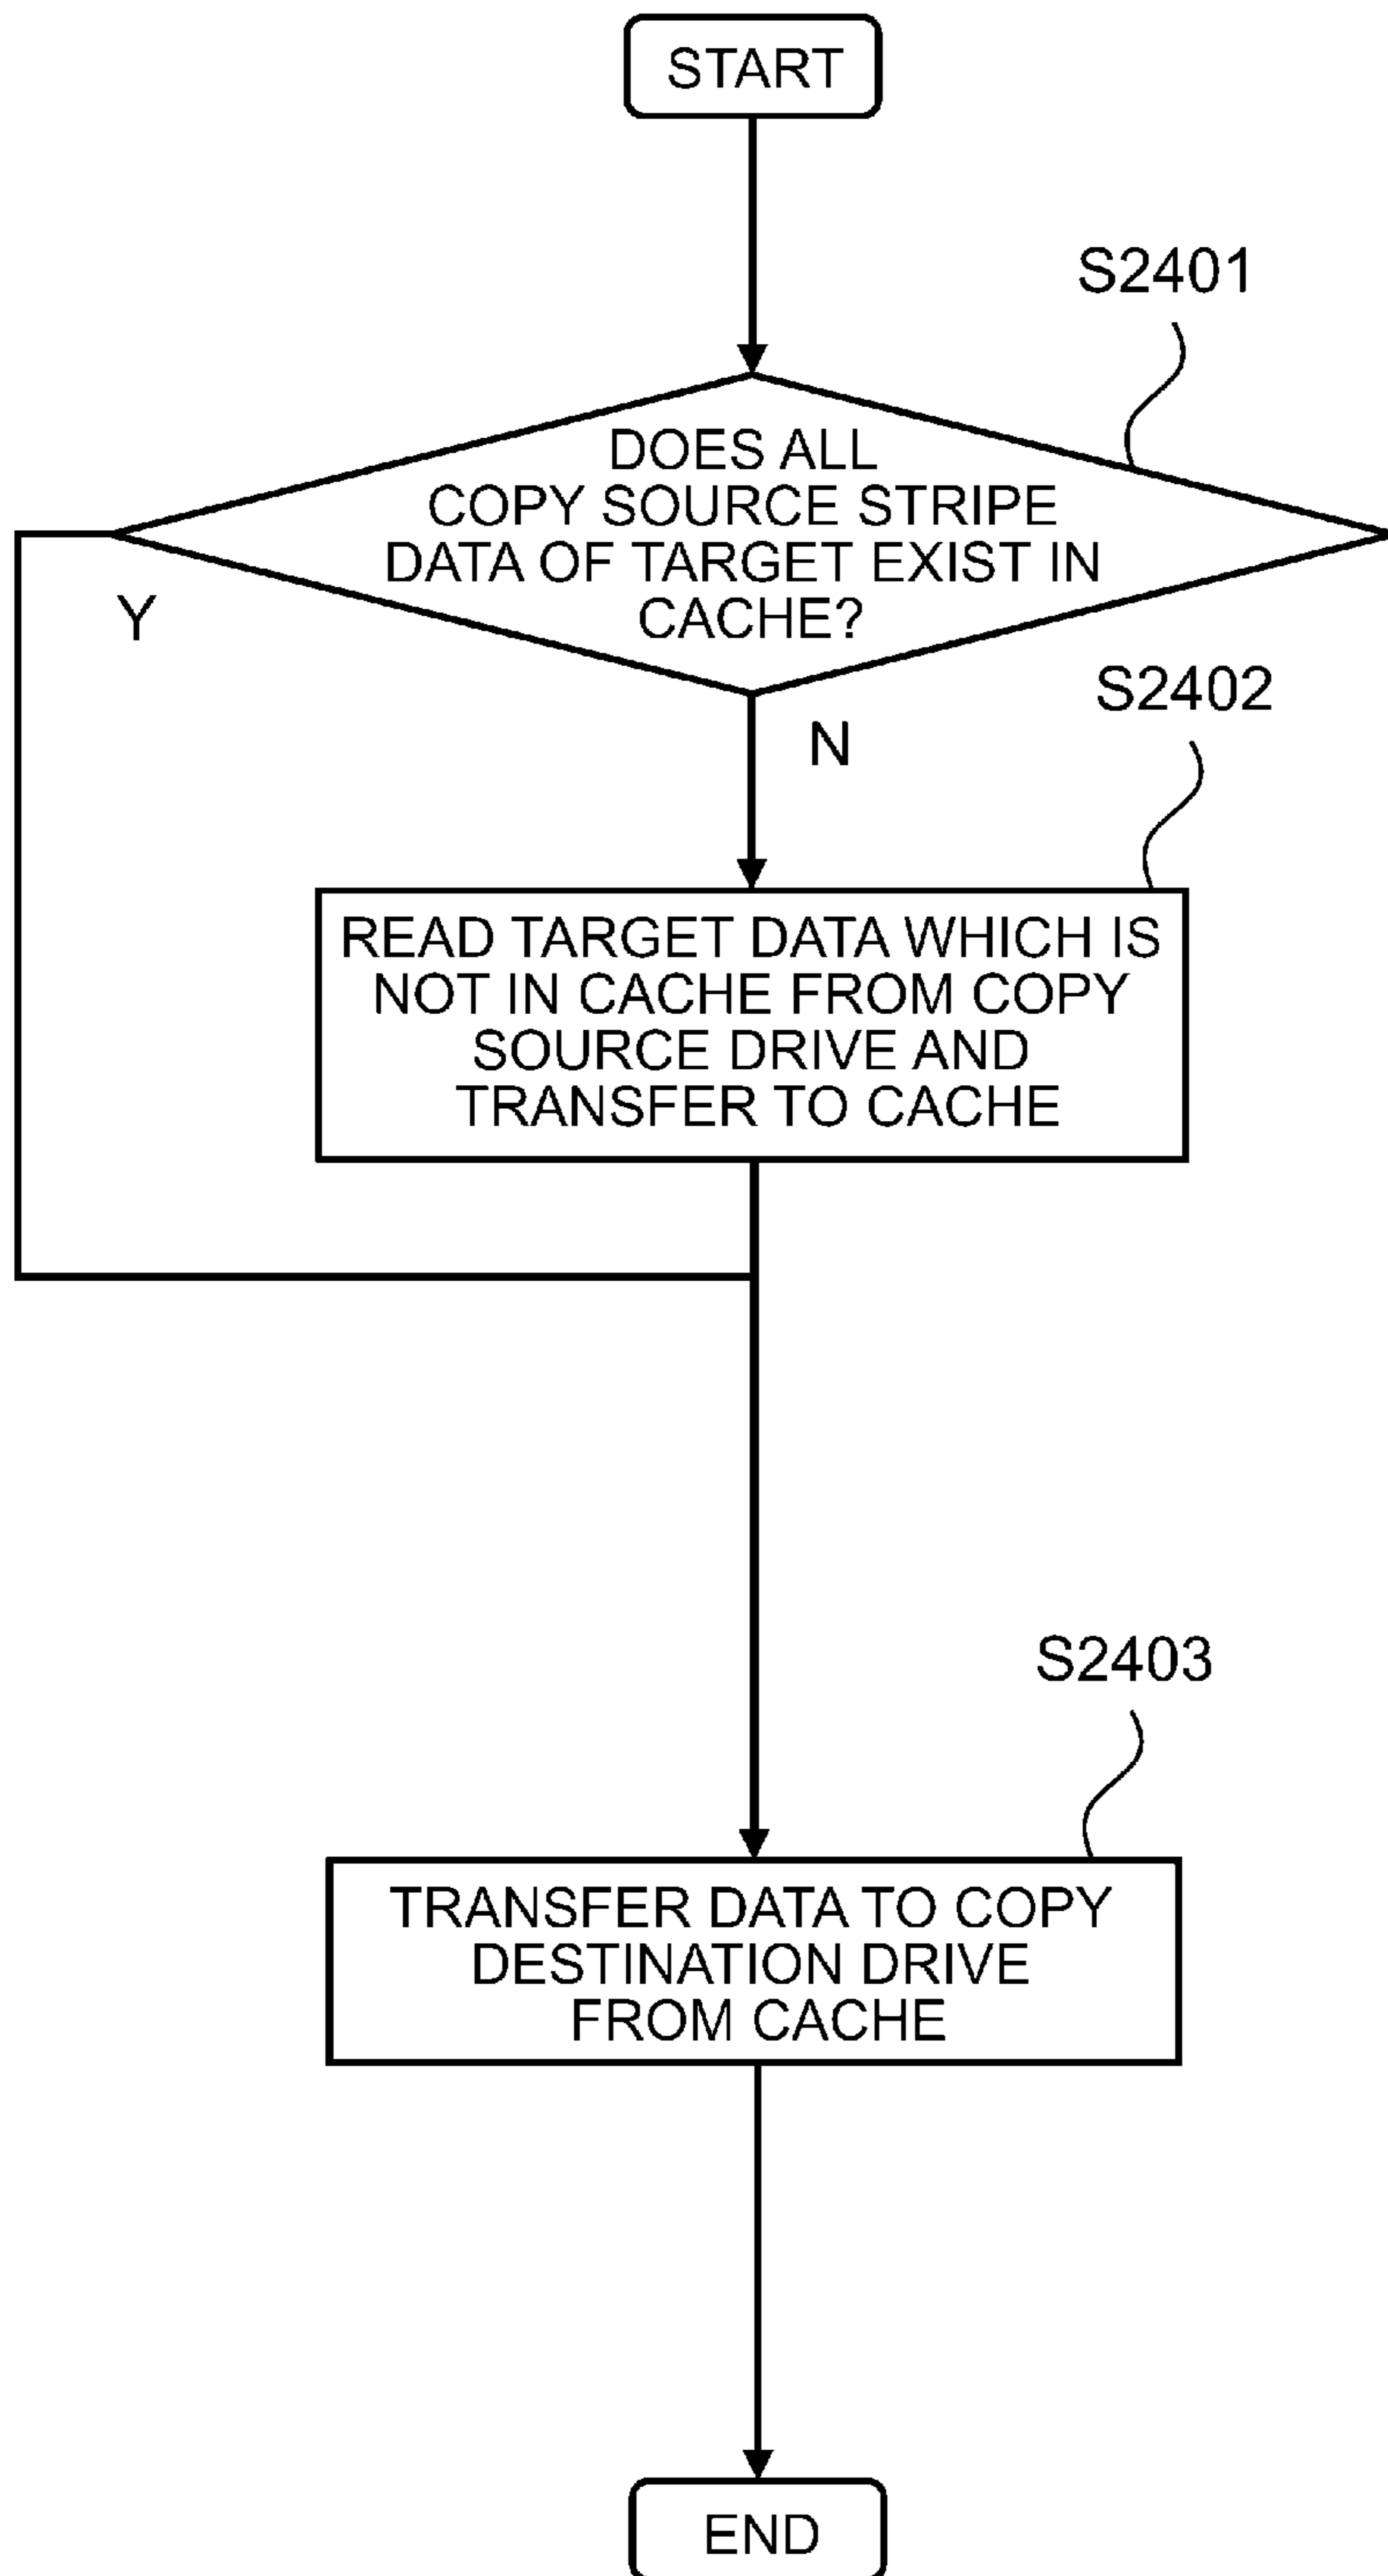 START
S2401
DOES ALL
COPY SOURCE STRIPE
DATA OF TARGET EXIST IN
CACHE?
Y
S2402
N
READ TARGET DATA WHICH IS
NOT IN CACHE FROM COPY
SOURCE DRIVE AND
TRANSFER TO CACHE
S2403
TRANSFER DATA TO COPY
DESTINATION DRIVE
FROM CACHE
END